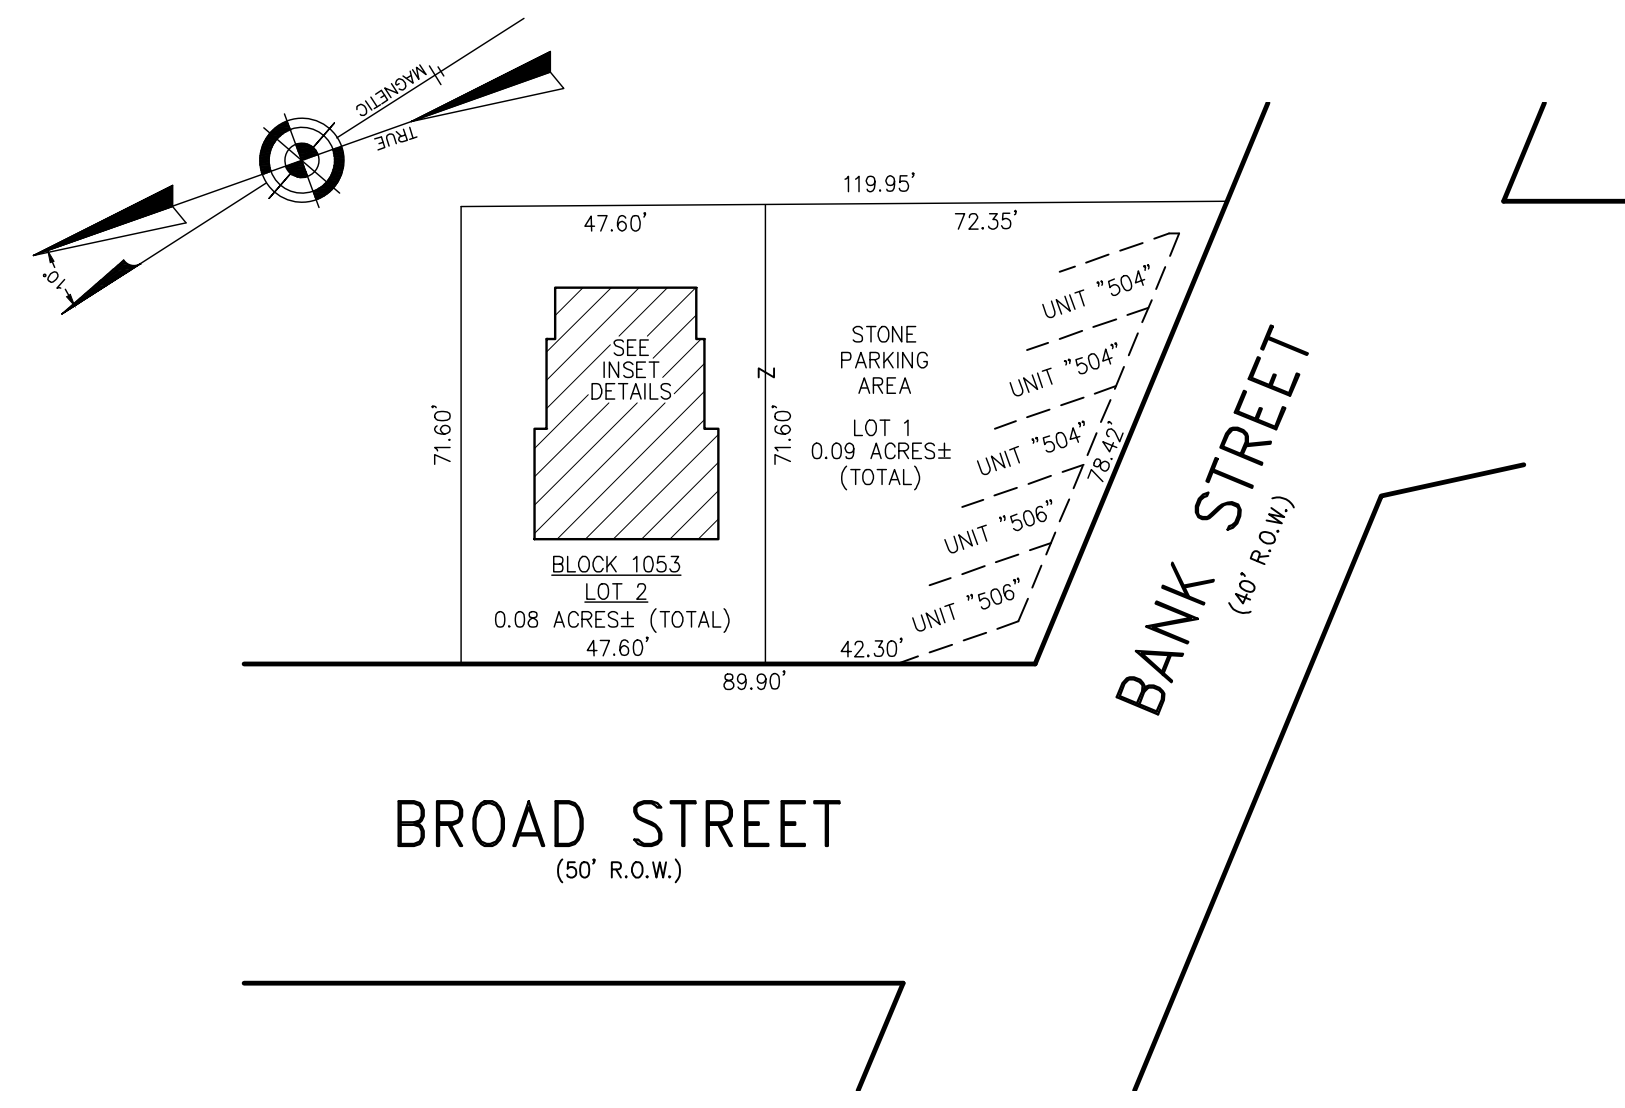 MAGNETIC
TRUE
10°
119.95'
47.60'
72.35'
UNIT "504"
UNIT "504"
UNIT "504"
UNIT "506"
UNIT "506"
STONE
PARKING
AREA
LOT 1
0.09 ACRES±
(TOTAL)
SEE
INSET
DETAILS
Z
71.60'
71.60'
78.42'
BLOCK 1053
LOT 2
0.08 ACRES± (TOTAL)
47.60'
42.30'
89.90'
BANK STREET
(40' R.O.W.)
BROAD STREET
(50' R.O.W.)